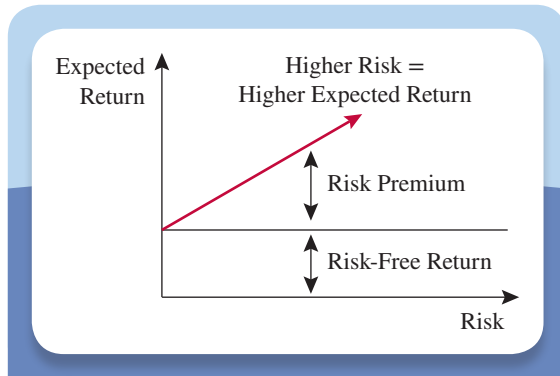 Expected
Return
Higher Risk =
Higher Expected Return
Risk Premium
Risk-Free Return
Risk